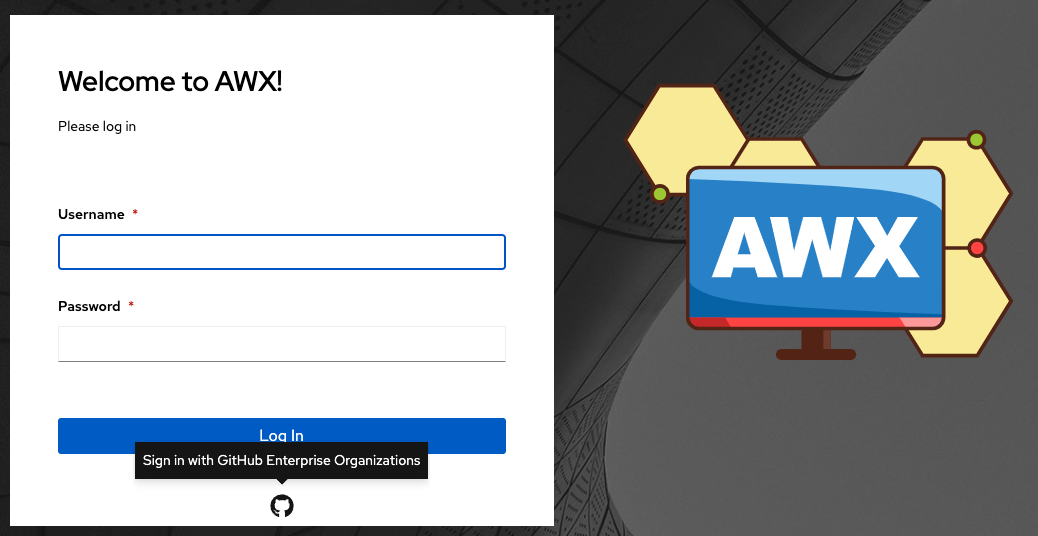 Welcome to AWX!
Please log in
Username *
Password *
Log In
Sign in with GitHub Enterprise Organizations
AWX